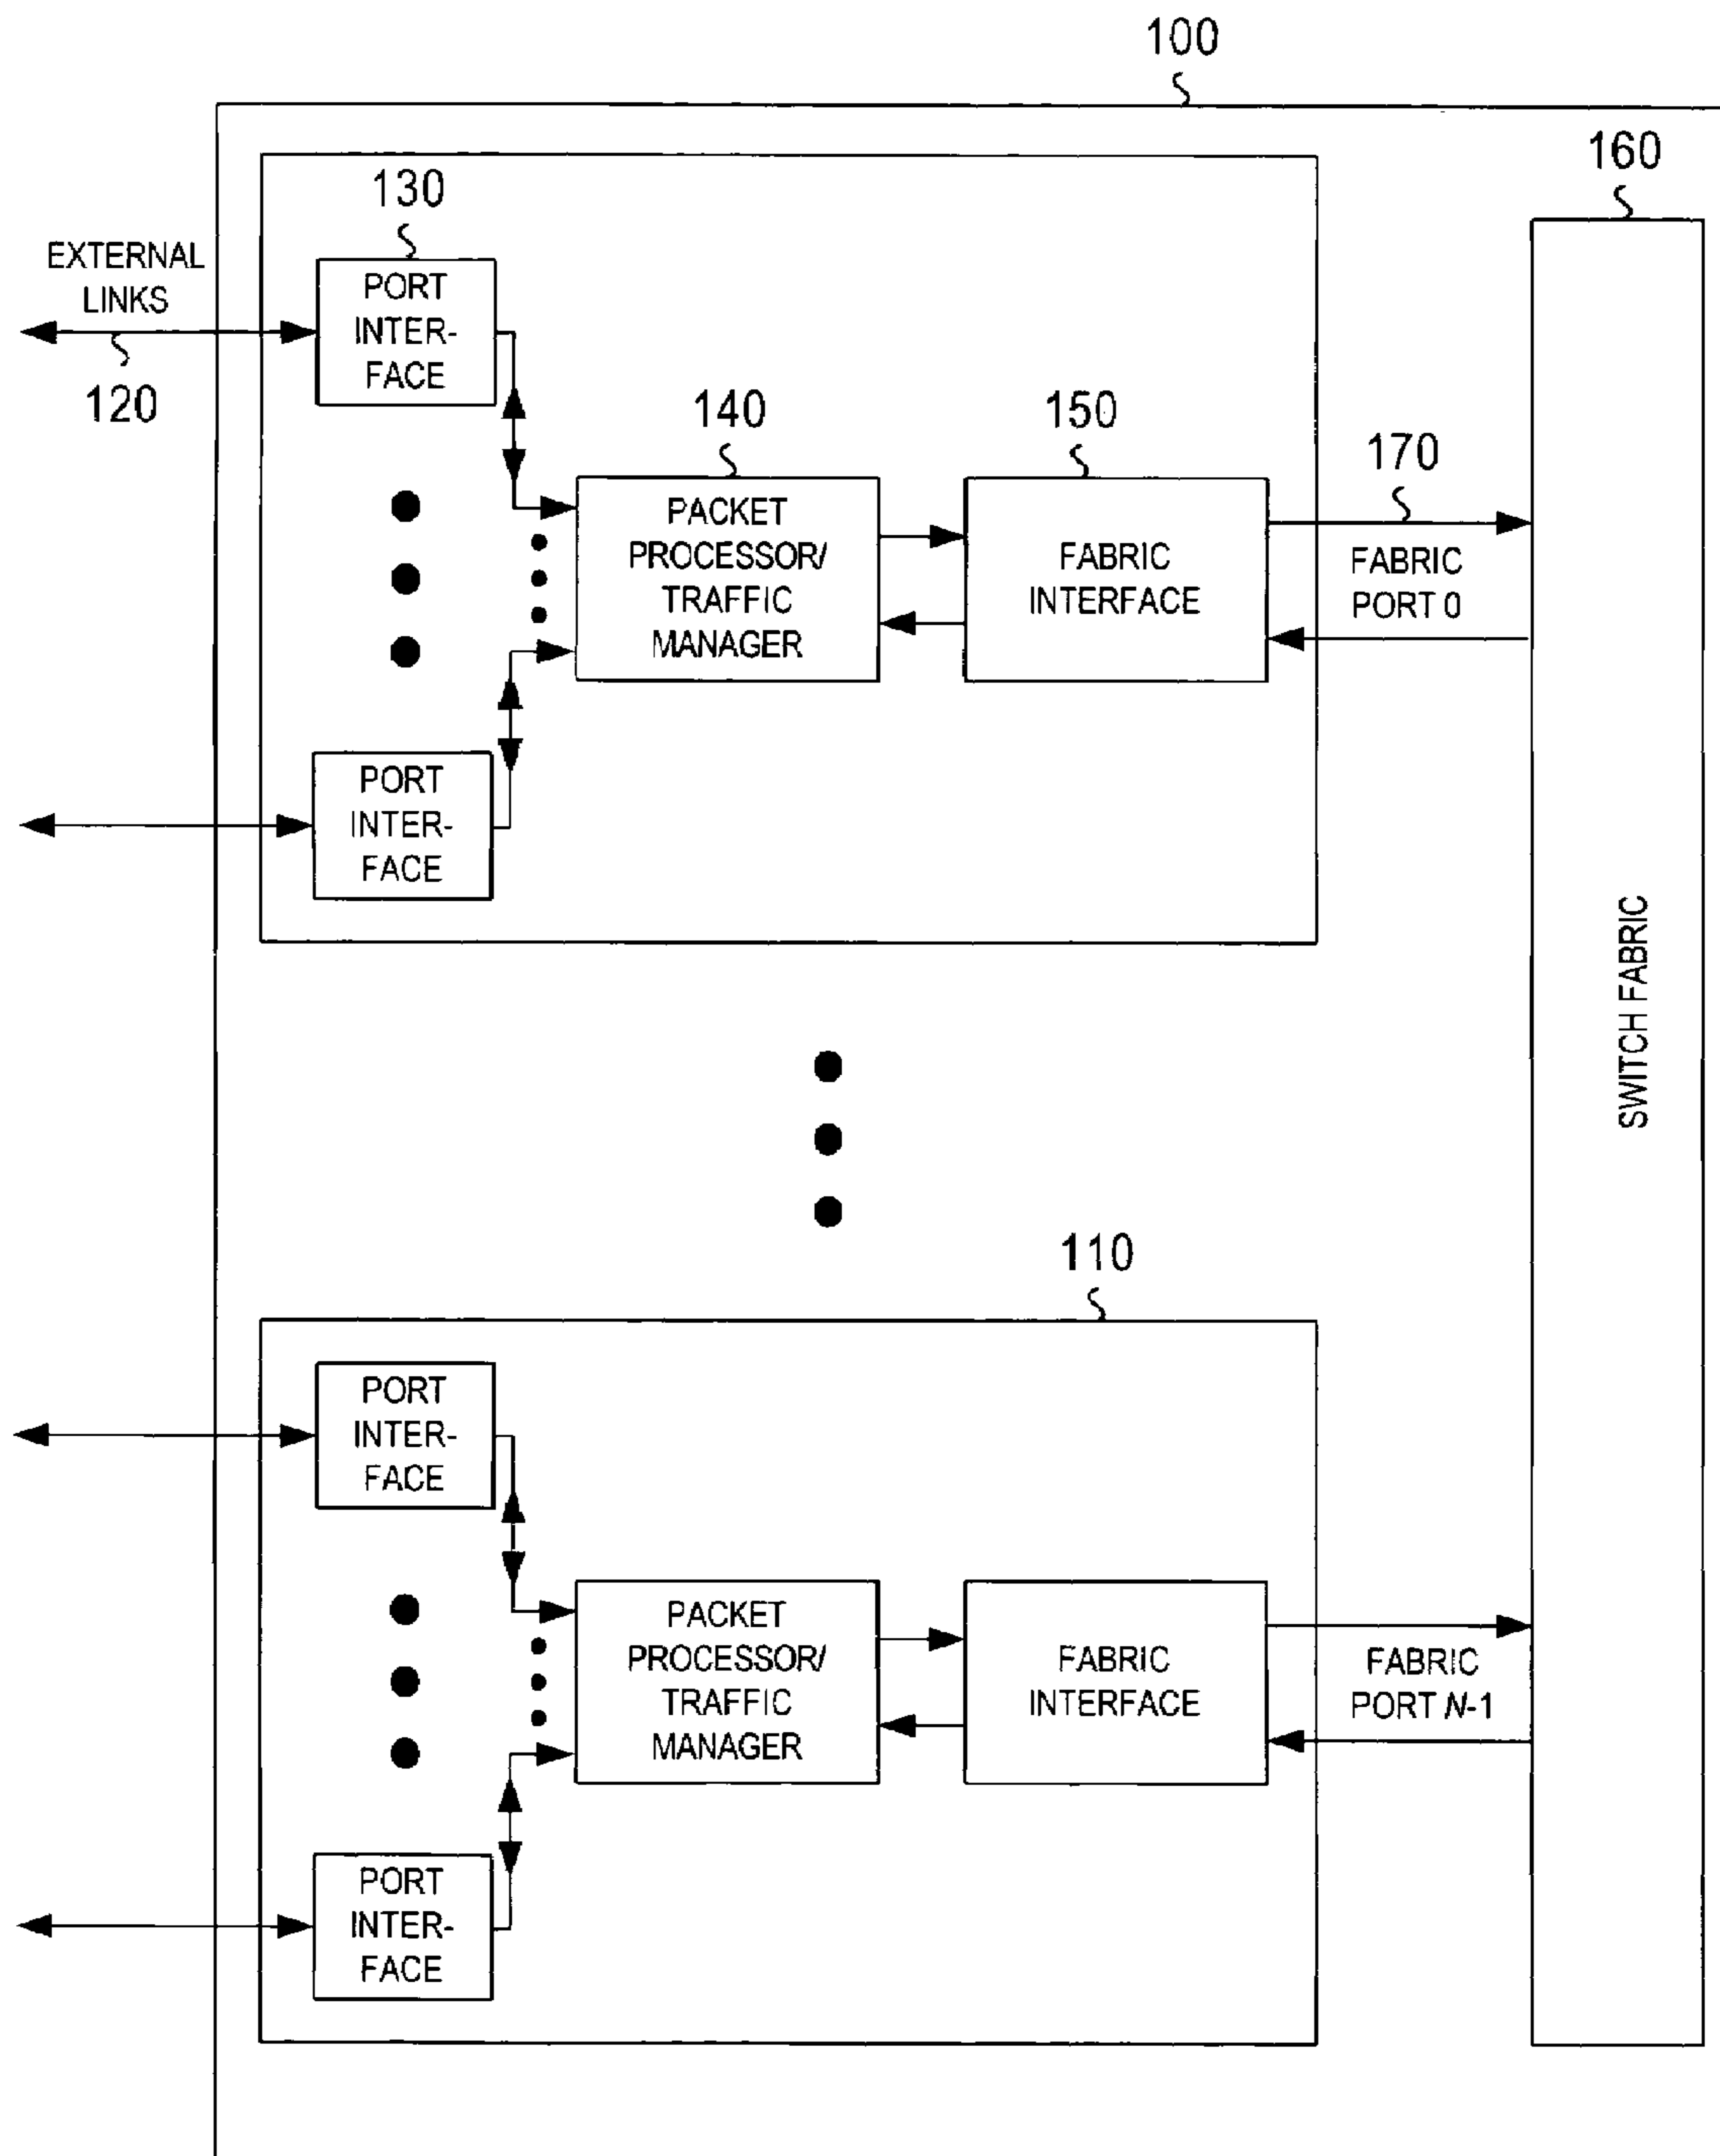 100
160
130
EXTERNAL
LINKS
120
PORT
INTER-
FACE
140
150
170
PACKET
PROCESSOR/
TRAFFIC
MANAGER
FABRIC
INTERFACE
FABRIC
PORT 0
PORT
INTER-
FACE
SWITCH FABRIC
110
PORT
INTER-
FACE
PACKET
PROCESSOR/
TRAFFIC
MANAGER
FABRIC
INTERFACE
FABRIC
PORT N-1
PORT
INTER-
FACE